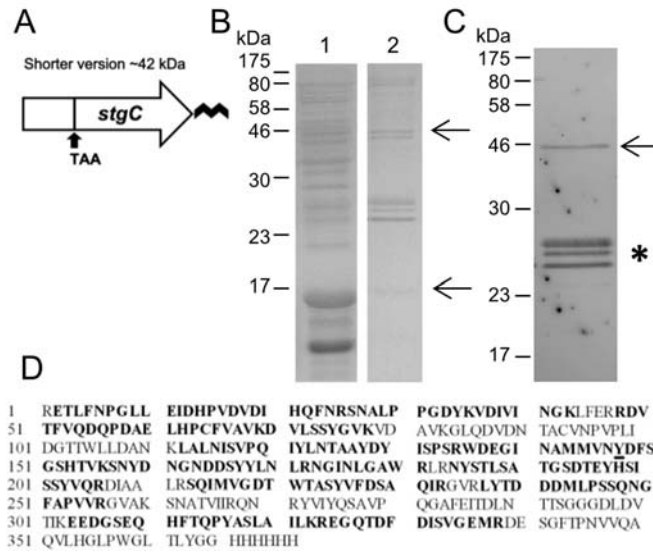 A
Shorter version ~42 kDa
stgC
TAA
B
kDa 1 2
175
80
58
46
30
23
17
C
kDa
175
80
58
46
30
23
17
*
D
1 RETLFNPGLL EIDHPVDVDI HQFNRSNALP PGDYKVDIVI NGKLFERRDV
51 TFVQDQPDAE LHPCFVAVKD VLSSYGVKVD AVKGLQDVDN TACVNPVPLI
101 DGTTWLLDAN KLALNISVPQ IYLNTAAYDY ISPSRWDEGI NAMMVNYDFS
151 GSHTVKSNYD NGNDDSYYLN LRNGINLGAW RLRNYSTLSA TGSDTEYHSI
201 SSYVQRDIAA LRSQIMVGDT WTASYVFDSA QIRGVRLYTD DDMLPSSQNG
251 FAPVVRGVAK SNATVIIRQN RYVIYQSAVP QGAFEITDLN TTSGGGDLDV
301 TIKEEDGSEQ HFTQPYASLA ILKREGQTDF DISVGEMRDE SGFTPNVVQA
351 QVLHGLPWGL TLYGG HHHHHH